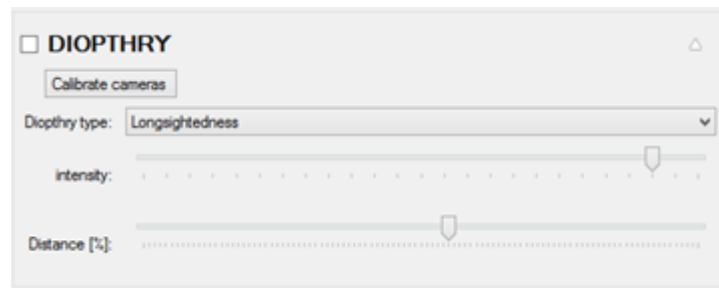 DIOPTHRY
Calibrate cameras
Diopthry type: Longsightedness
intensity:
Distance [%]: